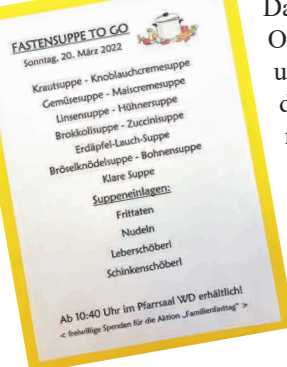 FASTENSUPPE TO GO
Sonntag, 20. März 2022
Krautsuppe - Knoblauchcremesuppe
Gemüsesuppe - Maiscremesuppe
Linsensuppe - Hühnersuppe
Brokkolisuppe - Zuccinisuppe
Erdäpfel-Lauch-Suppe
Bröselknödelsuppe - Bohnensuppe
Klare Suppe
Suppeneinlagen:
Frittaten
Nudeln
Leberschöberl
Schinkenschöberl
Ab 10:40 Uhr im Pfarrsaal WD erhältlich!
< freiwillige Spenden für die Aktion „Familienfasttag" >